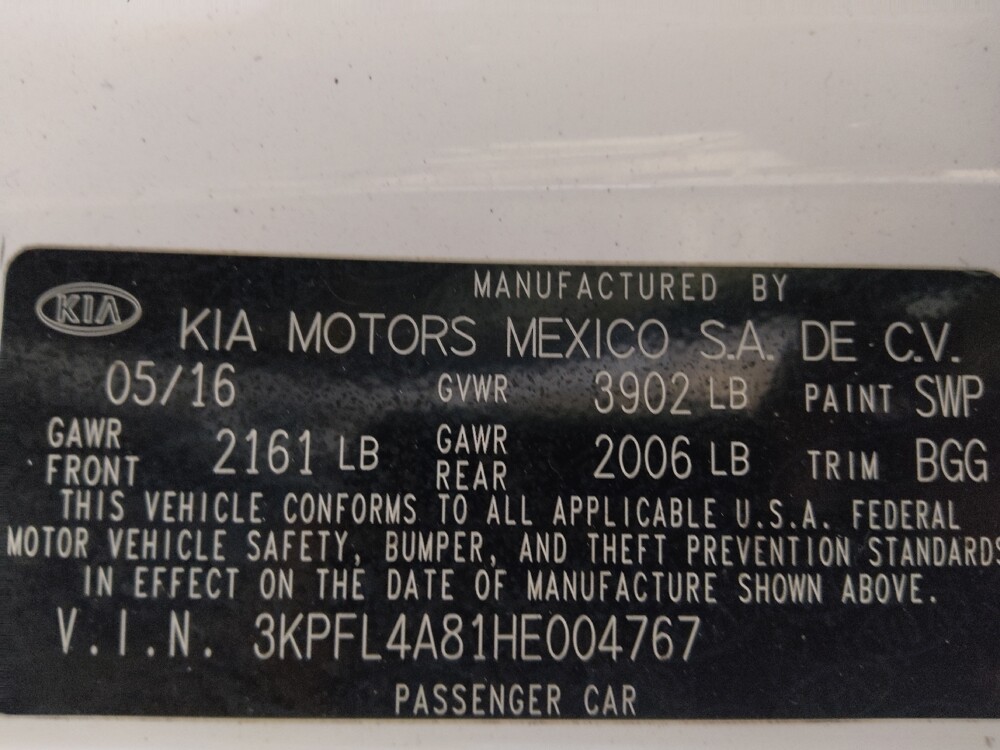 MANUFACTURED BY
KIA KIA MOTORS MEXICO S.A. DE C.V.
05/16 GVWR 3902 LB PAINT SWP
GAWR FRONT 2161 LB GAWR REAR 2006 LB TRIM BGG
THIS VEHICLE CONFORMS TO ALL APPLICABLE U.S.A. FEDERAL
MOTOR VEHICLE SAFETY, BUMPER, AND THEFT PREVENTION STANDARDS
IN EFFECT ON THE DATE OF MANUFACTURE SHOWN ABOVE.
V.I.N. 3KPFL4A81HE004767
PASSENGER CAR